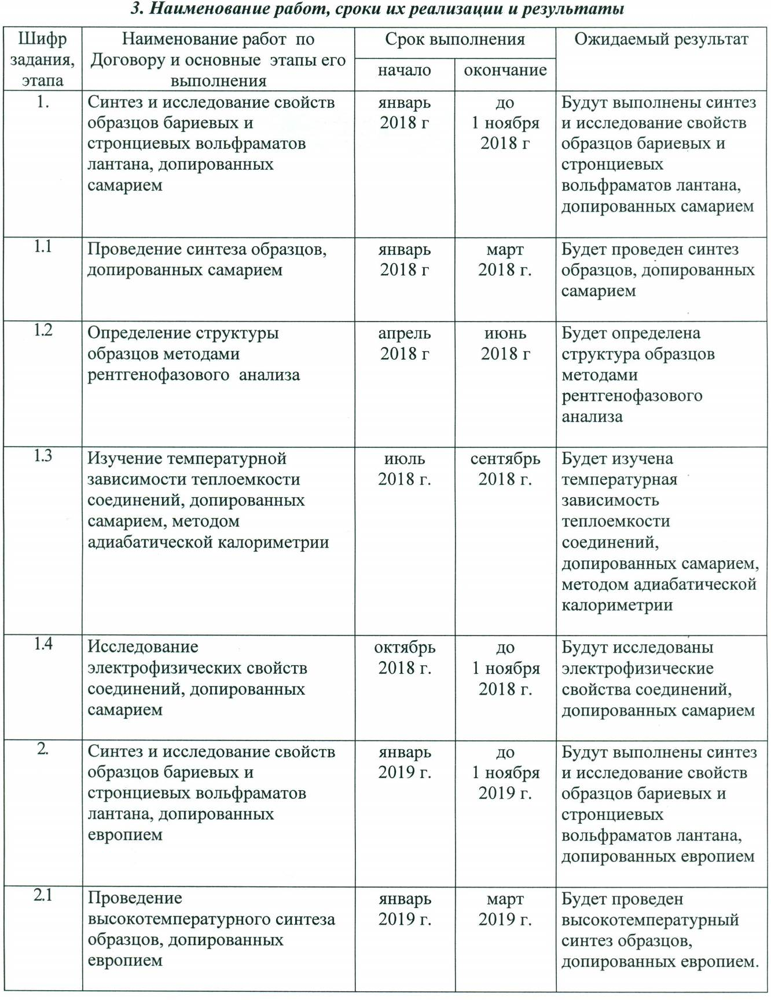 3. Наименование работ, сроки их реализации и результаты
Шифр
задания,
этапа
Наименование работ по
Договору и основные этапы его
выполнения
Срок выполнения
начало
окончание
Ожидаемый результат
1.
Синтез и исследование свойств
образцов бариевых и
стронциевых вольфраматов
лантана, допированных
самарием
январь
2018 г
до
1 ноября
2018 г
Будут выполнены синтез
и исследование свойств
образцов бариевых и
стронциевых
вольфраматов лантана,
допированных самарием
1.1
Проведение синтеза образцов,
допированных самарием
январь
2018 г
март
2018 г.
Будет проведен синтез
образцов, допированных
самарием
1.2
Определение структуры
образцов методами
рентгенофазового анализа
апрель
2018 г
июнь
2018 г
Будет определена
структура образцов
методами
рентгенофазового
анализа
1.3
Изучение температурной
зависимости теплоемкости
соединений, допированных
самарием, методом
адиабатической калориметрии
июль
2018 г.
сентябрь
2018 г.
Будет изучена
температурная
зависимость
теплоемкости
соединений,
допированных самарием,
методом адиабатической
калориметрии
1.4
Исследование
электрофизических свойств
соединений, допированных
самарием
октябрь
2018 г.
до
1 ноября
2018 г.
Будут исследованы
электрофизические
свойства соединений,
допированных самарием
2.
Синтез и исследование свойств
образцов бариевых и
стронциевых вольфраматов
лантана, допированных
европием
январь
2019 г.
до
1 ноября
2019 г.
Будут выполнены синтез
и исследование свойств
образцов бариевых и
стронциевых
вольфраматов лантана,
допированных европием
2.1
Проведение
высокотемпературного синтеза
образцов, допированных
европием
январь
2019 г.
март
2019 г.
Будет проведен
высокотемпературный
синтез образцов,
допированных европием.